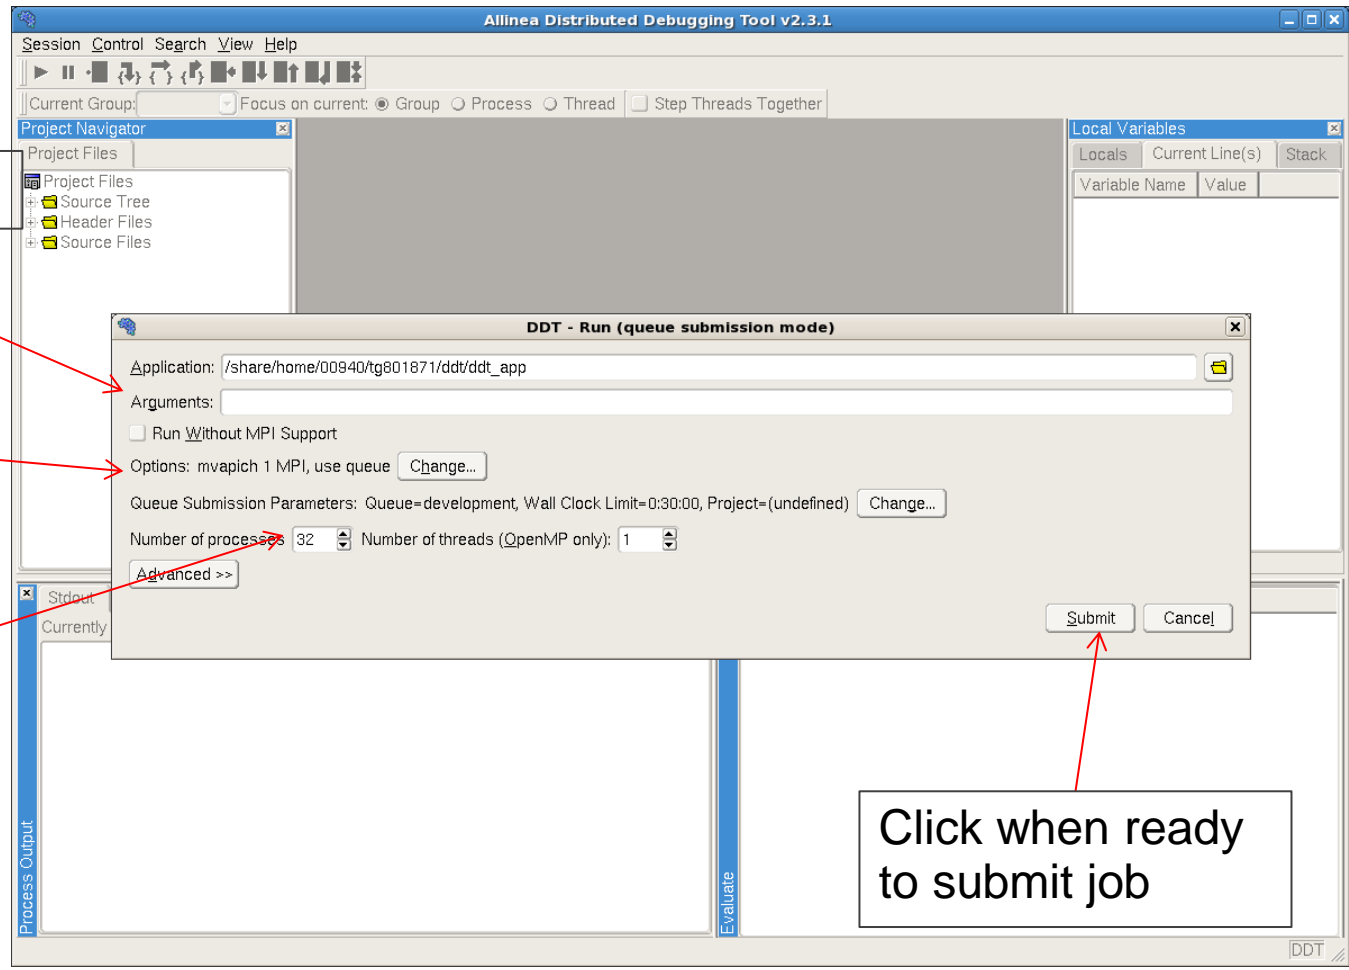 Allinea Distributed Debugging Tool v2.3.1
Session Control Search View Help
Current Group: Focus on current: Group Process Thread Step Threads Together
Project Navigator
Project Files
Project Files
Source Tree
Header Files
Source Files
Local Variables
Locals Current Line(s) Stack
Variable Name Value
DDT - Run (queue submission mode)
Application: /share/home/00940/tg801871/ddt/ddt_app
Arguments:
Run Without MPI Support
Options: mvapich 1 MPI, use queue Change...
Queue Submission Parameters: Queue=development, Wall Clock Limit=0:30:00, Project=(undefined) Change...
Number of processes 32 Number of threads (OpenMP only): 1
Advanced >>
Submit Cancel
Stdout
Currently
Process Output
Evaluate
Click when ready
to submit job
DDT